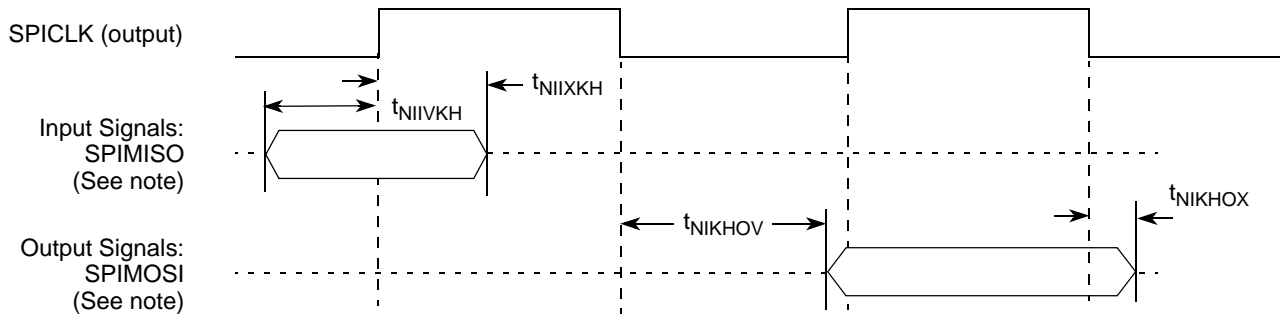 SPICLK (output)
tNIIXKH
tNIIVKH
Input Signals:
SPIMISO
(See note)
tNIKHOX
tNIKHOV
Output Signals:
SPIMOSI
(See note)